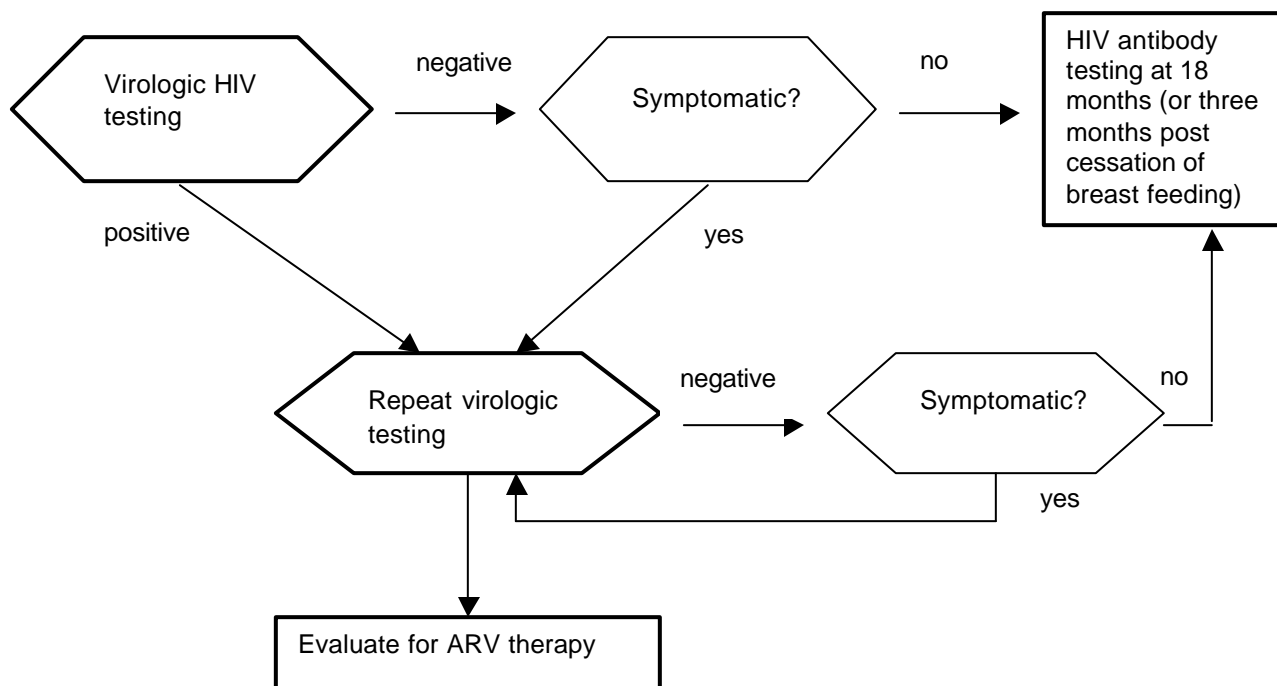 Virologic HIV
testing
negative
Symptomatic?
no
HIV antibody
testing at 18
months (or three
months post
cessation of
breast feeding)
positive
yes
Repeat virologic
testing
negative
Symptomatic?
no
yes
Evaluate for ARV therapy